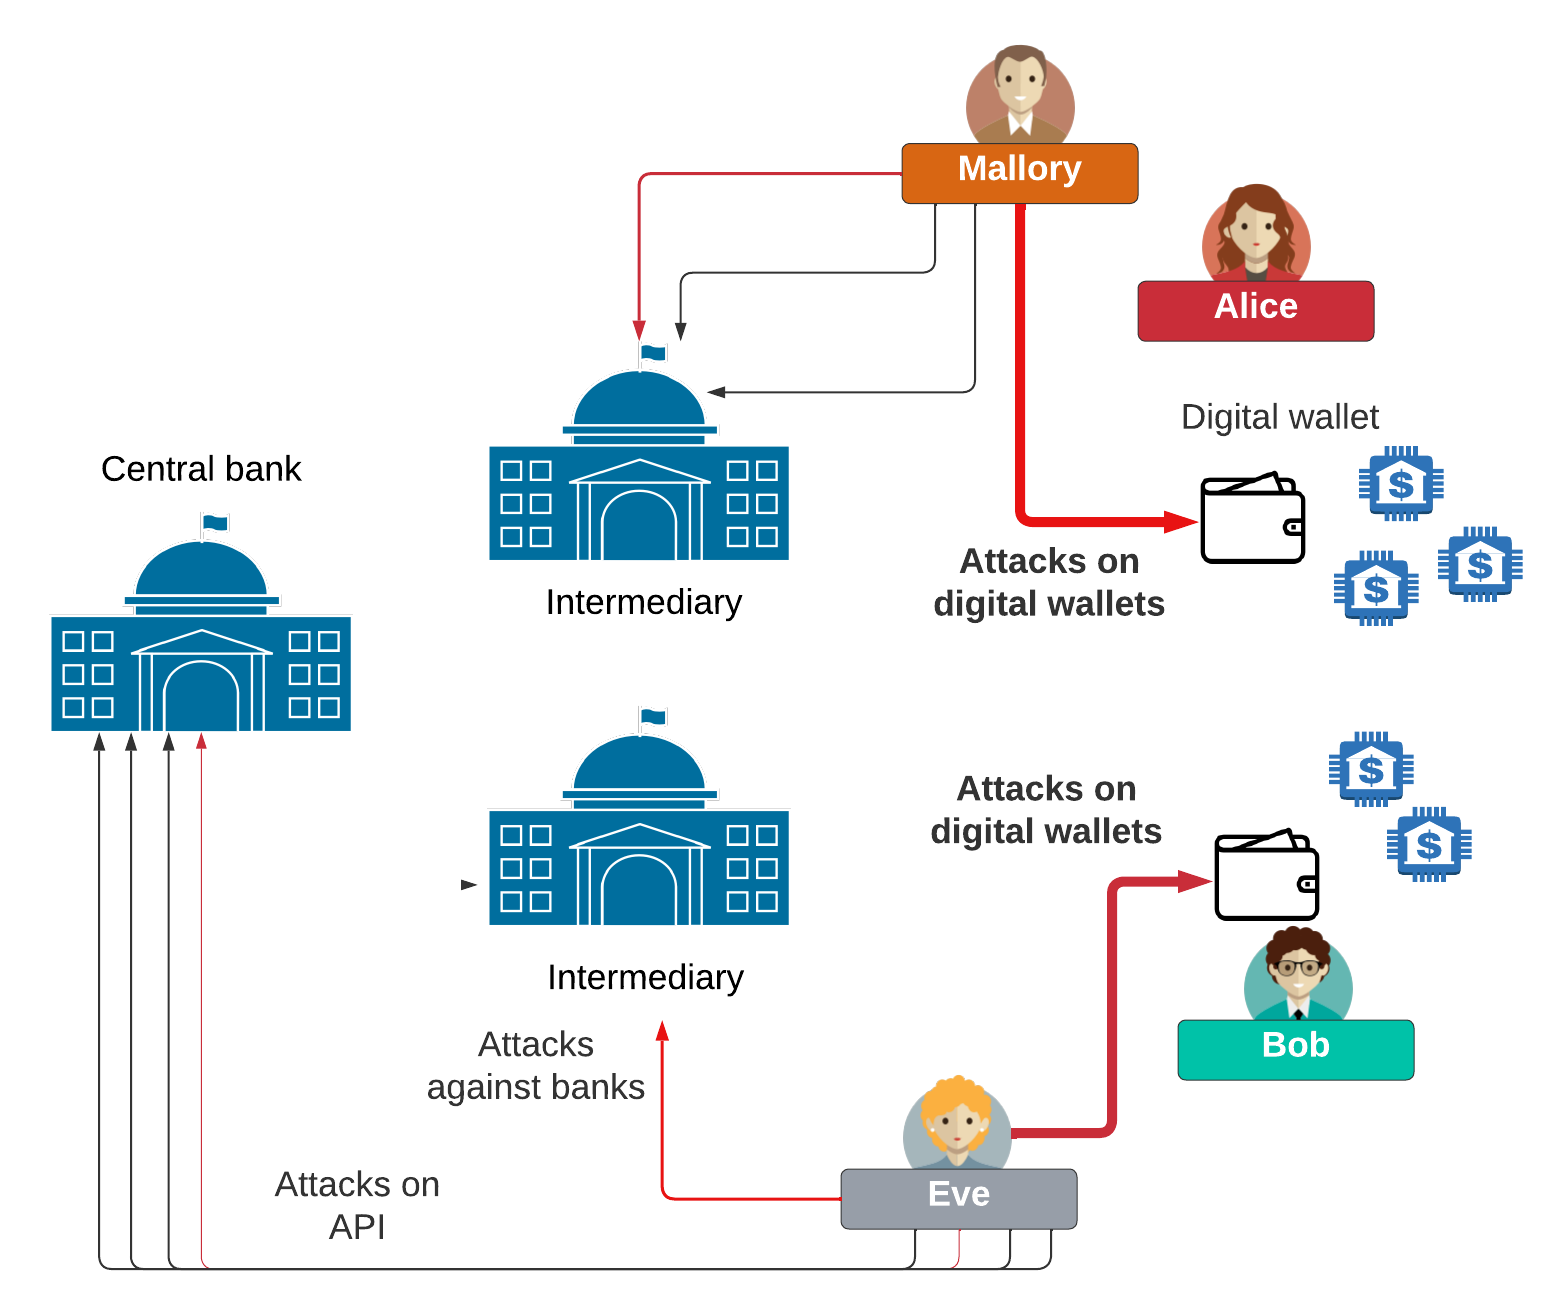 Mallory
Alice
Digital wallet
$
$
$
Central bank
Attacks on
digital wallets
Intermediary
$
$
Attacks on
digital wallets
Intermediary
Bob
Attacks
against banks
Eve
Attacks on
API